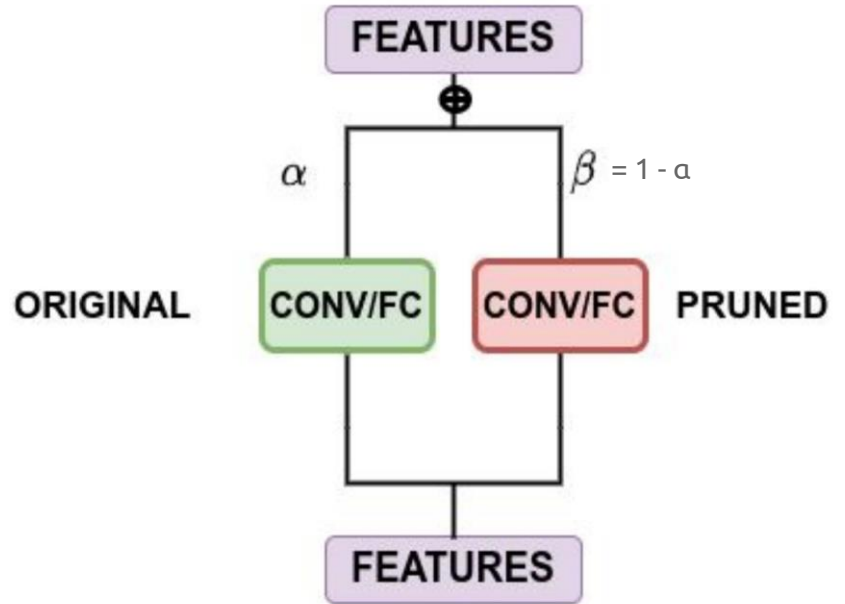 FEATURES
α
β = 1 - α
ORIGINAL
CONV/FC
CONV/FC
PRUNED
FEATURES